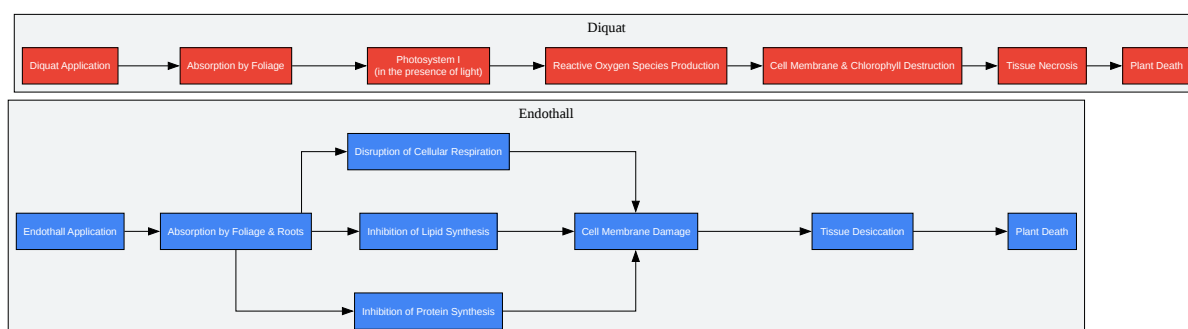 Diquat
Diquat Application
Absorption by Foliage
Photosystem I
(in the presence of light)
Reactive Oxygen Species Production
Cell Membrane & Chlorophyll Destruction
Tissue Necrosis
Plant Death
Endothall
Disruption of Cellular Respiration
Endothall Application
Absorption by Foliage & Roots
Inhibition of Lipid Synthesis
Cell Membrane Damage
Tissue Desiccation
Plant Death
Inhibition of Protein Synthesis